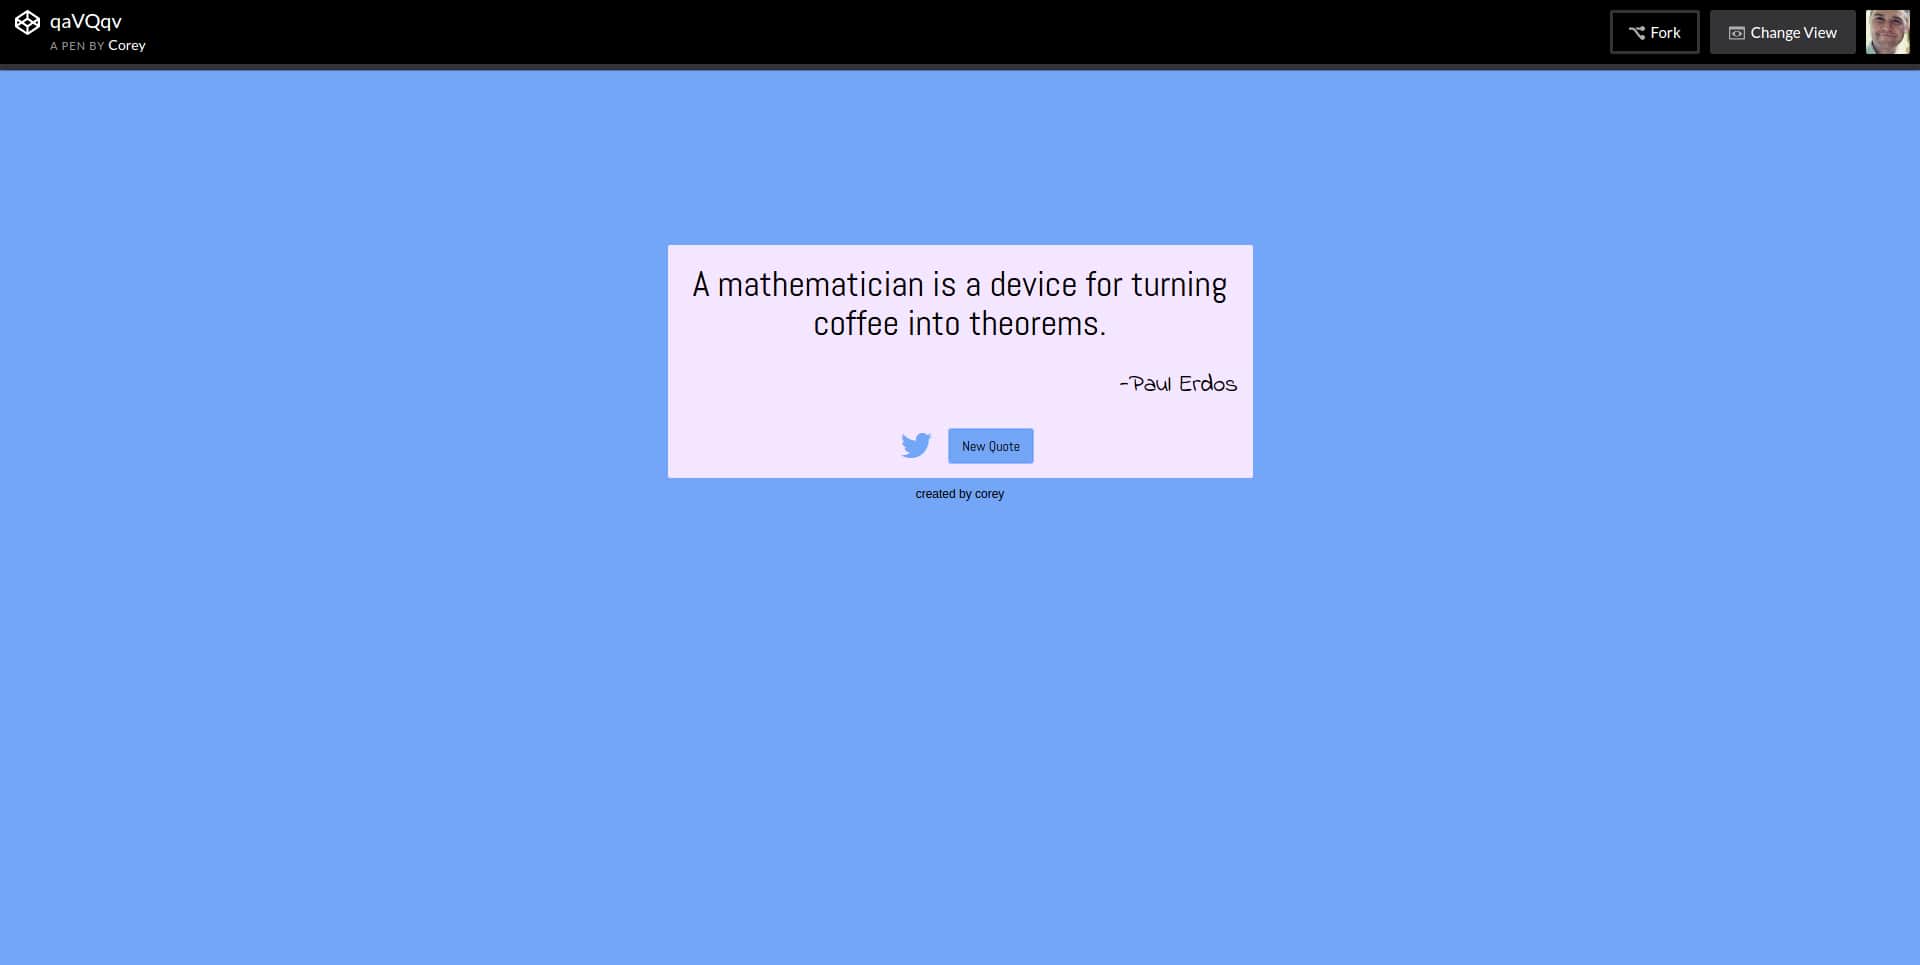 qaVQqv
A PEN BY Corey
Fork
Change View
A mathematician is a device for turning
coffee into theorems.
-Paul Erdos
New Quote
created by corey